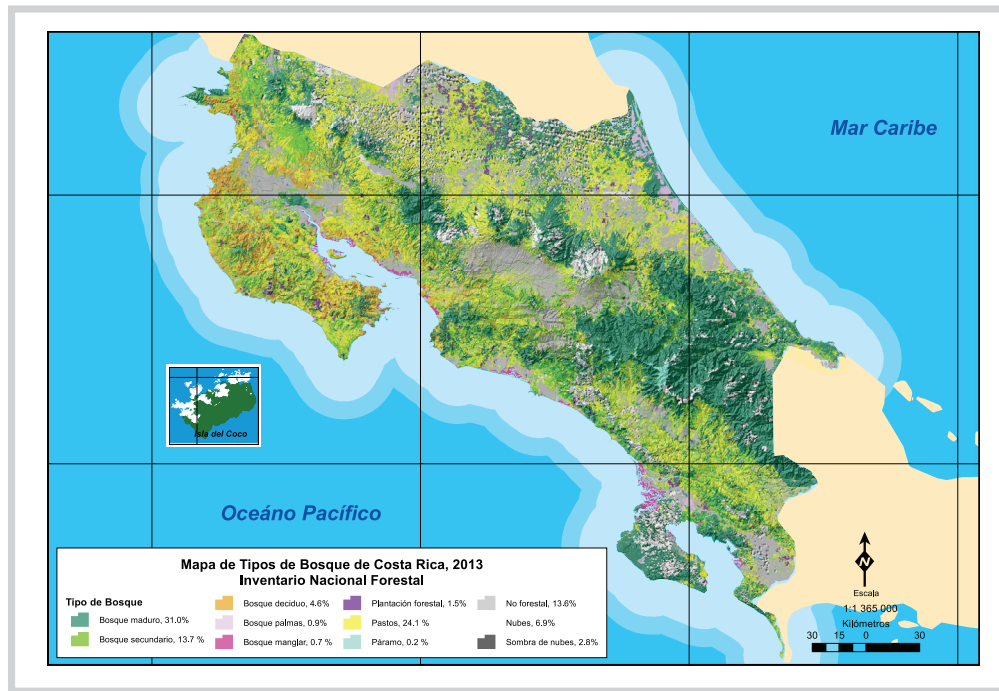 Mar Caribe
Isla del Coco
Oceáno Pacífico
Mapa de Tipos de Bosque de Costa Rica, 2013
Inventario Nacional Forestal
Tipo de Bosque
Bosque maduro, 31.0%
Bosque secundario, 13.7 %
Bosque deciduo, 4.6%
Bosque palmas, 0.9%
Bosque manglar, 0.7 %
Plantación forestal, 1.5%
Pastos, 24.1 %
Páramo, 0.2 %
No forestal, 13.6%
Nubes, 6.9%
Sombra de nubes, 2.8%
N
Escala
1:1 365 000
Kilómetros
30 15 0 30